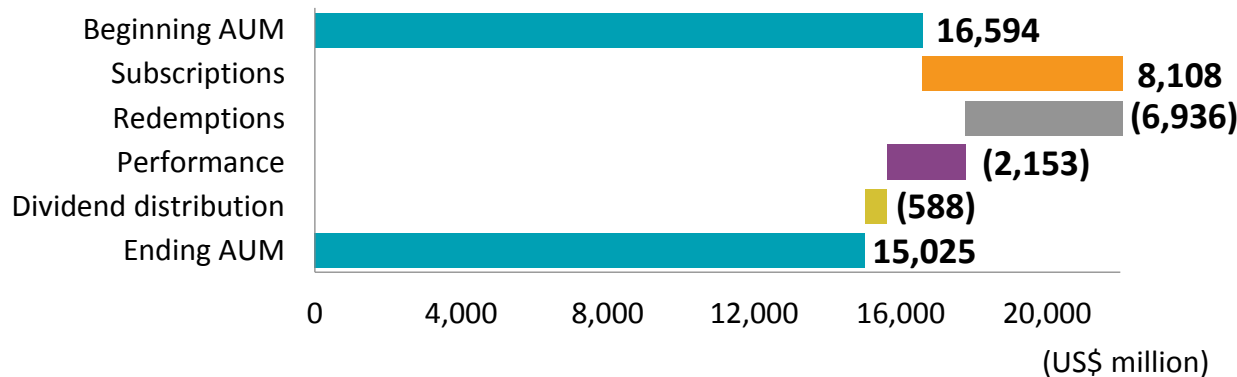 Beginning AUM 16,594
Subscriptions 8,108
Redemptions (6,936)
Performance (2,153)
Dividend distribution (588)
Ending AUM 15,025
0 4,000 8,000 12,000 16,000 20,000
(US$ million)